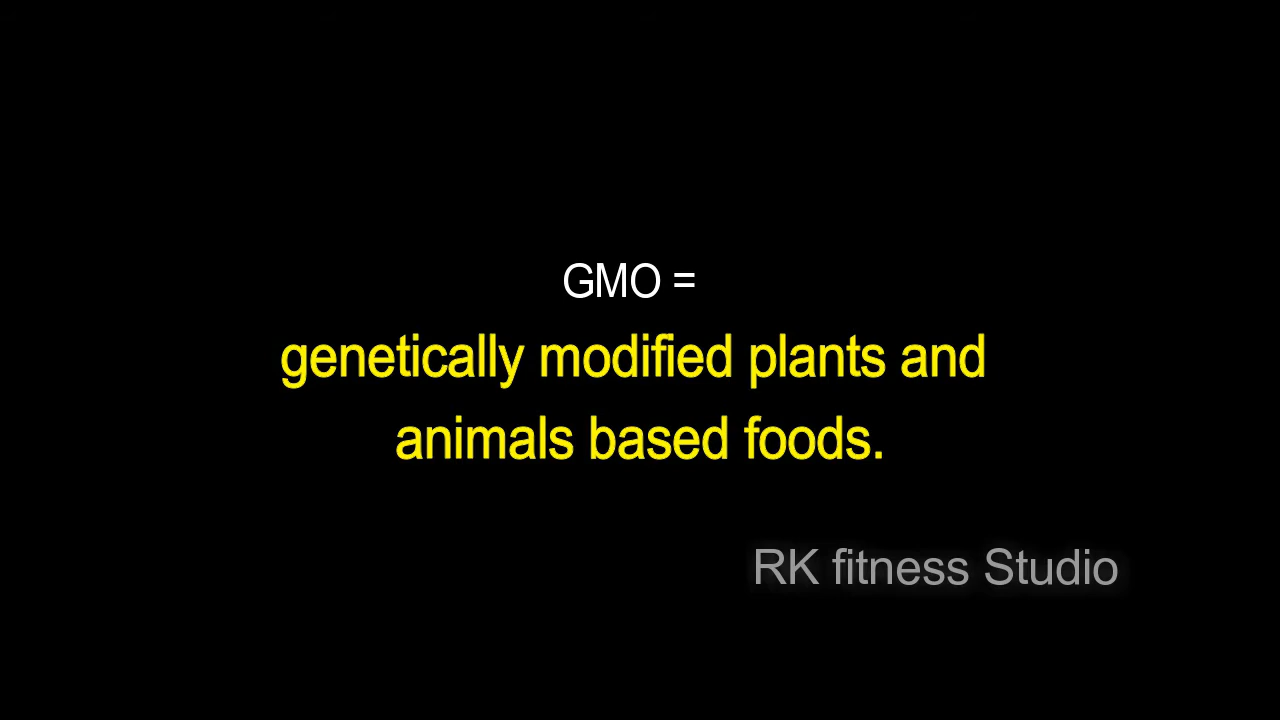 GMO =
genetically modified plants and
animals based foods.
RK fitness Studio